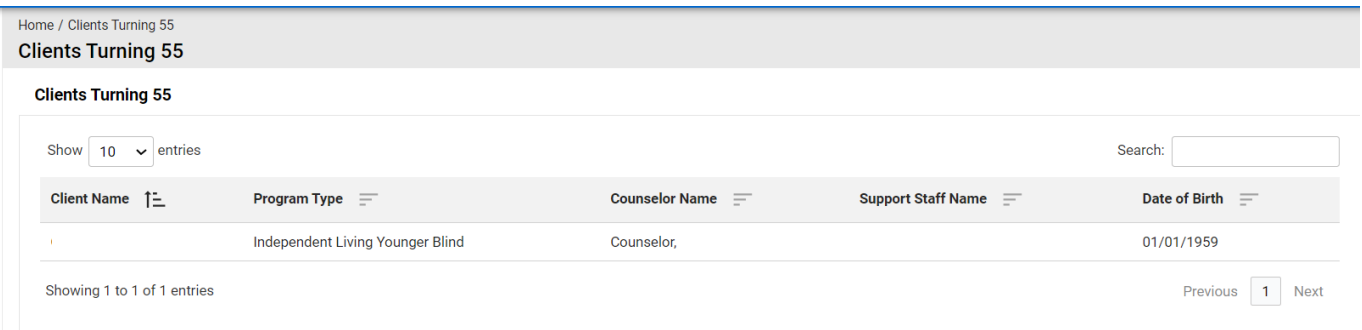 Home / Clients Turning 55
Clients Turning 55
Clients Turning 55
Show 10 entries Search:
Client Name Program Type Counselor Name Support Staff Name Date of Birth
Independent Living Younger Blind Counselor, 01/01/1959
Showing 1 to 1 of 1 entries Previous 1 Next